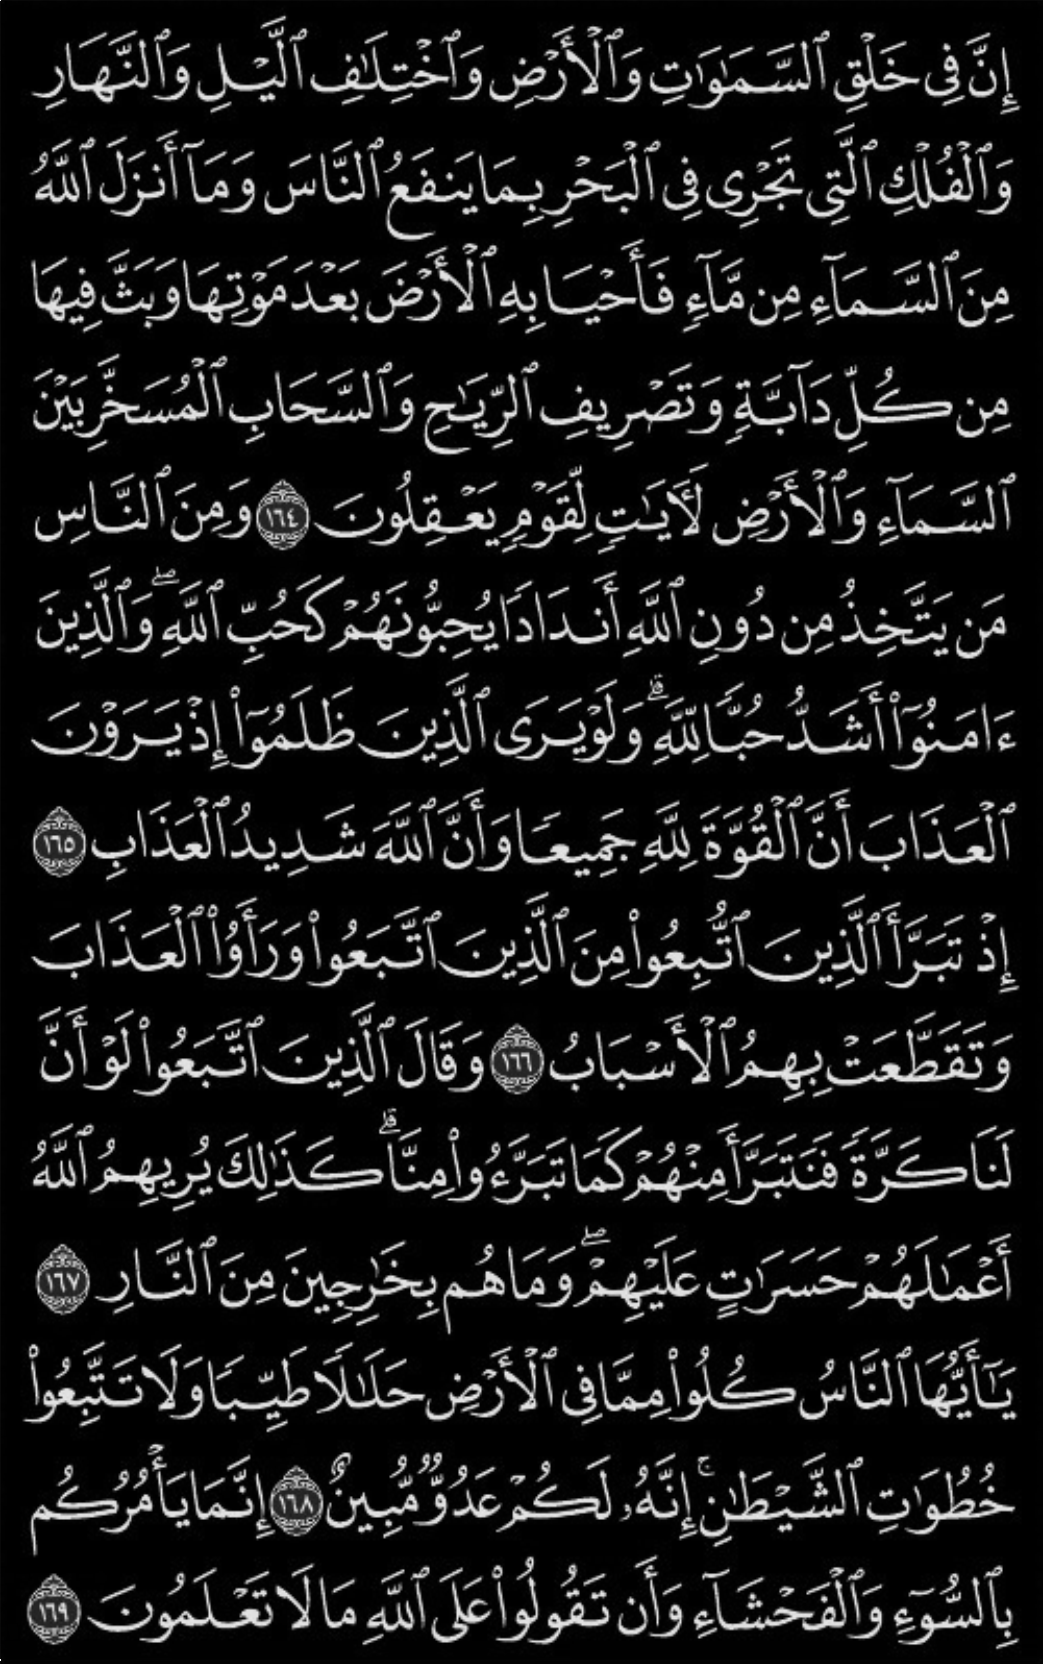 إِنَّ فِى خَلْقِ ٱلسَّمَـٰوَٰتِ وَٱلْأَرْضِ وَٱخْتِلَـٰفِ ٱلَّيْلِ وَٱلنَّهَارِ
وَٱلْفُلْكِ ٱلَّتِى تَجْرِى فِى ٱلْبَحْرِ بِمَا يَنفَعُ ٱلنَّاسَ وَمَآ أَنزَلَ ٱللَّهُ
مِنَ ٱلسَّمَآءِ مِن مَّآءٍ فَأَحْيَا بِهِ ٱلْأَرْضَ بَعْدَ مَوْتِهَا وَبَثَّ فِيهَا
مِن كُلِّ دَآبَّةٍ وَتَصْرِيفِ ٱلرِّيَـٰحِ وَٱلسَّحَابِ ٱلْمُسَخَّرِ بَيْنَ
ٱلسَّمَآءِ وَٱلْأَرْضِ لَـَٔايَـٰتٍ لِّقَوْمٍ يَعْقِلُونَ ١٦٤ وَمِنَ ٱلنَّاسِ
مَن يَتَّخِذُ مِن دُونِ ٱللَّهِ أَندَادًا يُحِبُّونَهُمْ كَحُبِّ ٱللَّهِ ۖ وَٱلَّذِينَ
ءَامَنُوٓا۟ أَشَدُّ حُبًّا لِّلَّهِ ۗ وَلَوْ يَرَى ٱلَّذِينَ ظَلَمُوٓا۟ إِذْ يَرَوْنَ
ٱلْعَذَابَ أَنَّ ٱلْقُوَّةَ لِلَّهِ جَمِيعًا وَأَنَّ ٱللَّهَ شَدِيدُ ٱلْعَذَابِ ١٦٥
إِذْ تَبَرَّأَ ٱلَّذِينَ ٱتُّبِعُوا۟ مِنَ ٱلَّذِينَ ٱتَّبَعُوا۟ وَرَأَوُا۟ ٱلْعَذَابَ
وَتَقَطَّعَتْ بِهِمُ ٱلْأَسْبَابُ ١٦٦ وَقَالَ ٱلَّذِينَ ٱتَّبَعُوا۟ لَوْ أَنَّ
لَنَا كَرَّةً فَنَتَبَرَّأَ مِنْهُمْ كَمَا تَبَرَّءُوا۟ مِنَّا ۗ كَذَٰلِكَ يُرِيهِمُ ٱللَّهُ
أَعْمَـٰلَهُمْ حَسَرَٰتٍ عَلَيْهِمْ ۖ وَمَا هُم بِخَـٰرِجِينَ مِنَ ٱلنَّارِ ١٦٧
يَـٰٓأَيُّهَا ٱلنَّاسُ كُلُوا۟ مِمَّا فِى ٱلْأَرْضِ حَلَـٰلًا طَيِّبًا وَلَا تَتَّبِعُوا۟
خُطُوَٰتِ ٱلشَّيْطَـٰنِ ۚ إِنَّهُۥ لَكُمْ عَدُوٌّ مُّبِينٌ ١٦٨ إِنَّمَا يَأْمُرُكُم
بِٱلسُّوٓءِ وَٱلْفَحْشَآءِ وَأَن تَقُولُوا۟ عَلَى ٱللَّهِ مَا لَا تَعْلَمُونَ ١٦٩